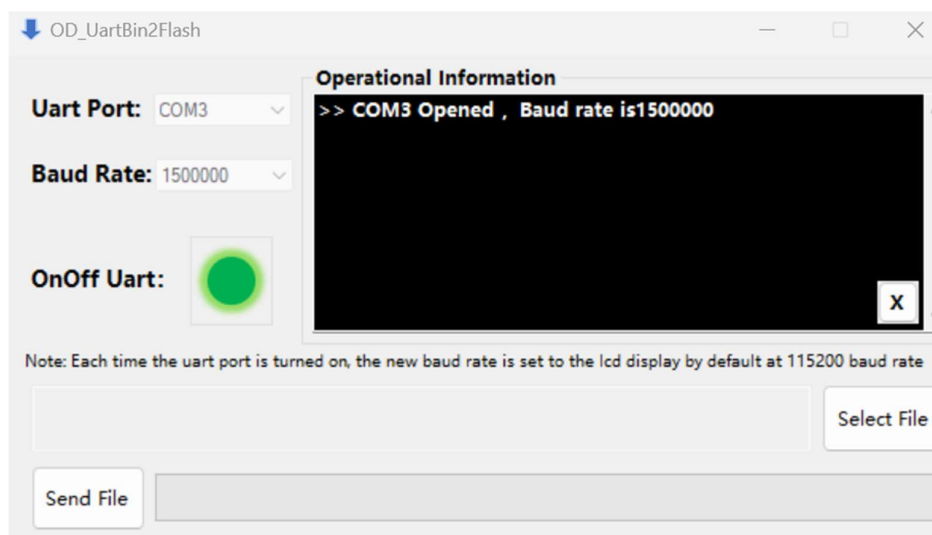 OD_UartBin2Flash
Operational Information
Uart Port: COM3
>> COM3 Opened , Baud rate is1500000
Baud Rate: 1500000
OnOff Uart:
X
Note: Each time the uart port is turned on, the new baud rate is set to the lcd display by default at 115200 baud rate
Select File
Send File